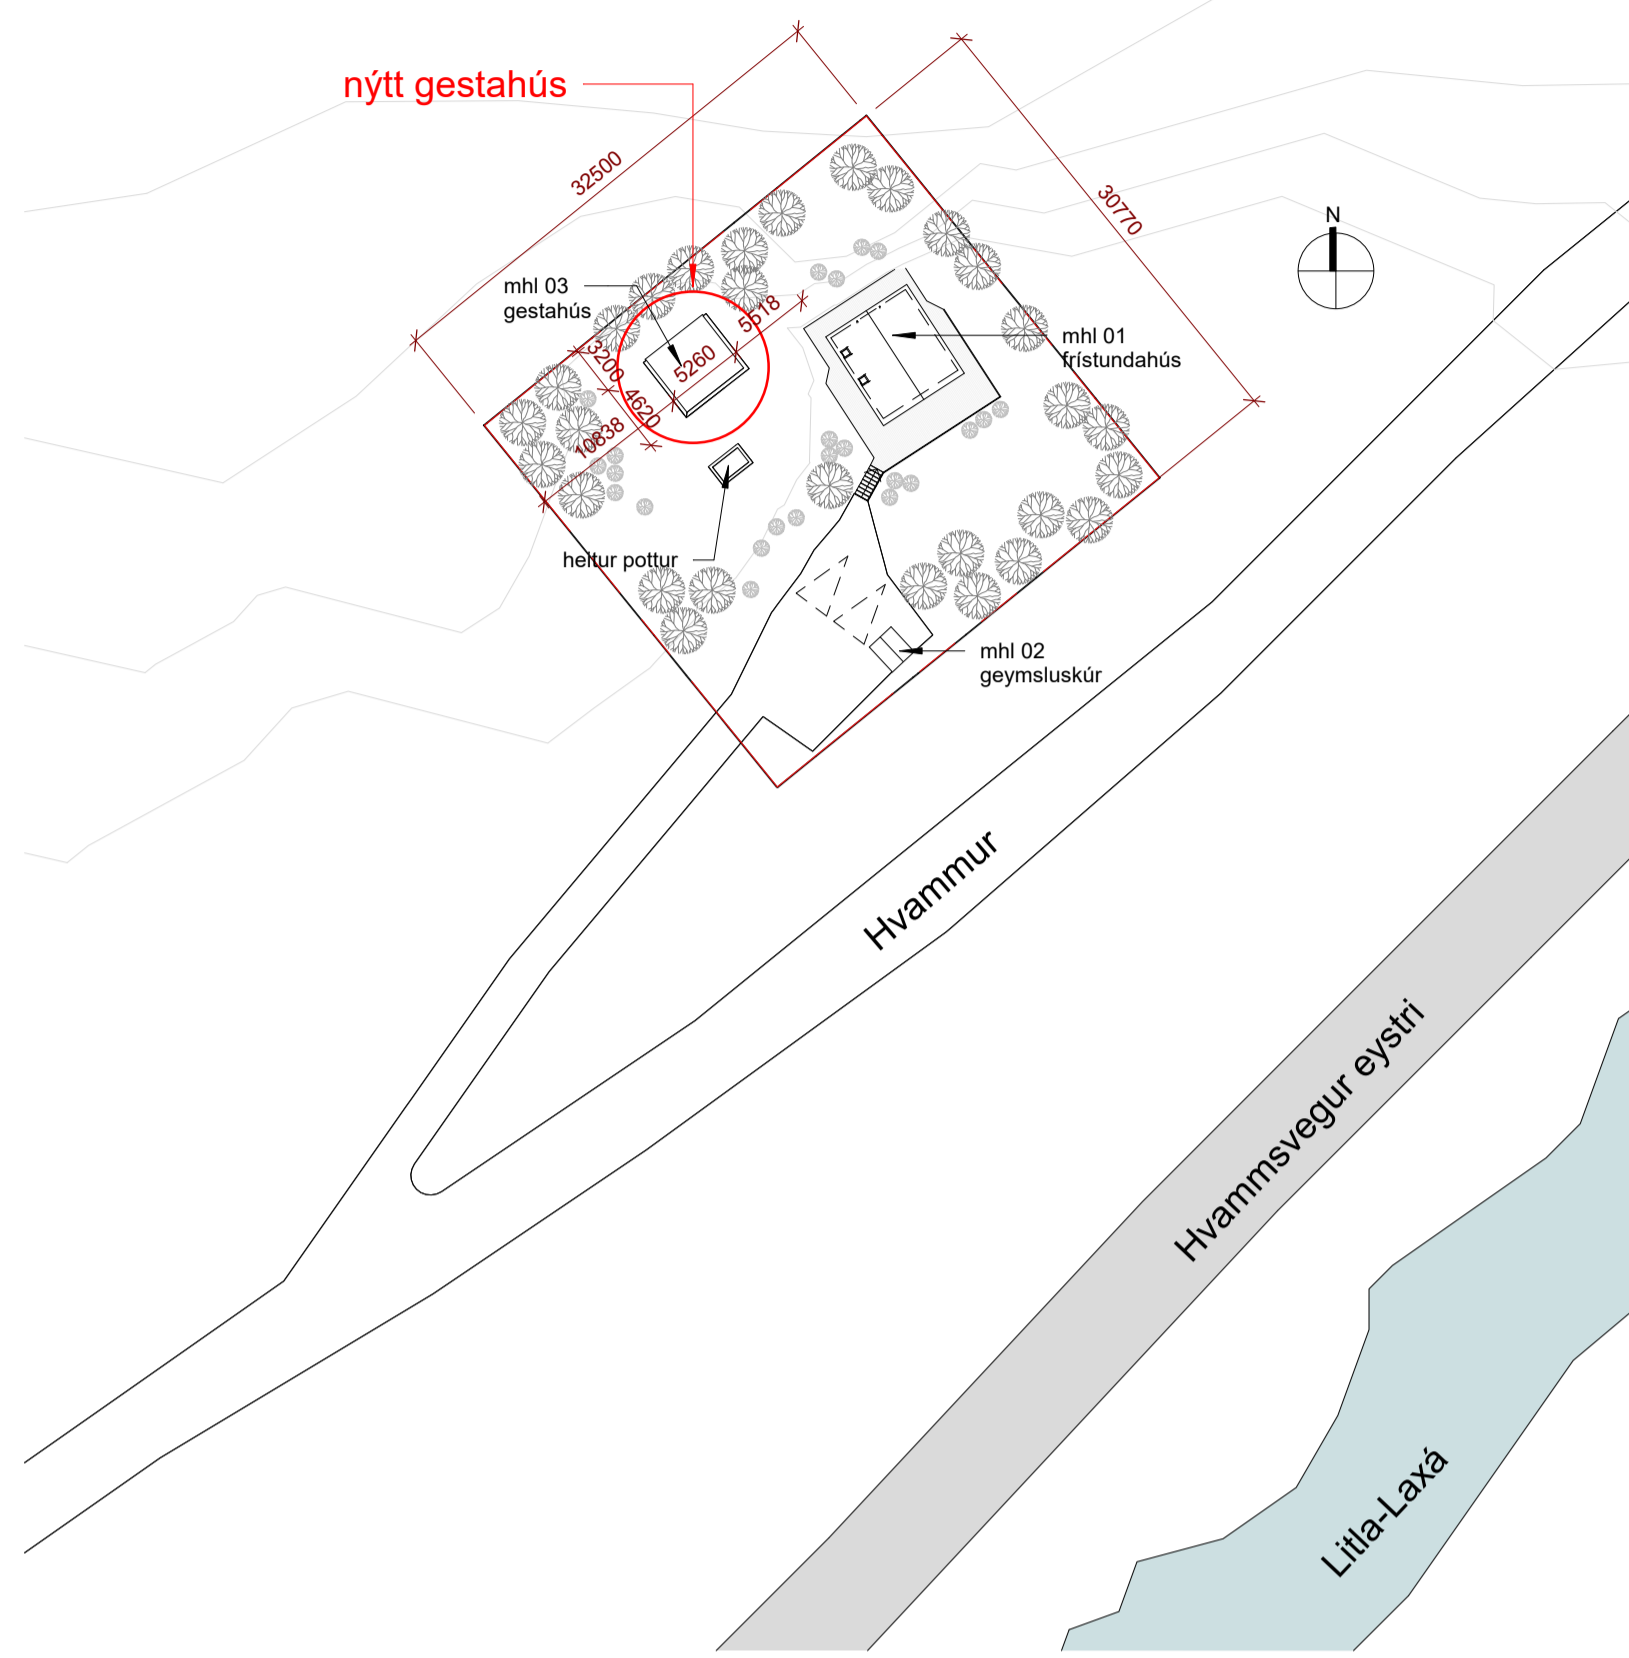 nýtt gestahús
32500
30770
N
mhl 03
gestahús
5518
mhl 01
frístundahús
3200
5260
4620
10838
heitur pottur
mhl 02
geymsluskúr
Hvammur
Hvammsvegur eystri
Litla-Laxá